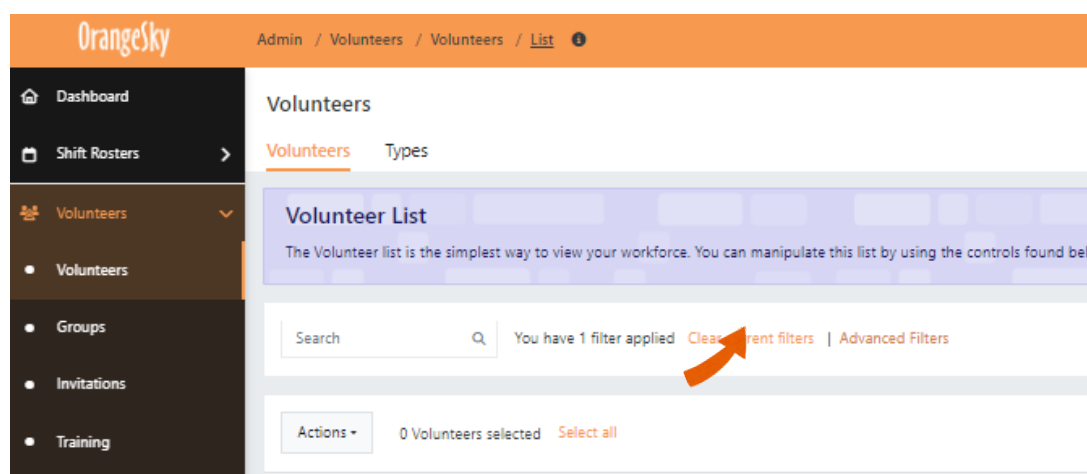 OrangeSky
Admin / Volunteers / Volunteers / List
Dashboard
Shift Rosters
Volunteers
Volunteers
Groups
Invitations
Training
Volunteers
Volunteers Types
Volunteer List
The Volunteer list is the simplest way to view your workforce. You can manipulate this list by using the controls found
Search You have 1 filter applied filters | Advanced Filters
Actions 0 Volunteers selected Select all